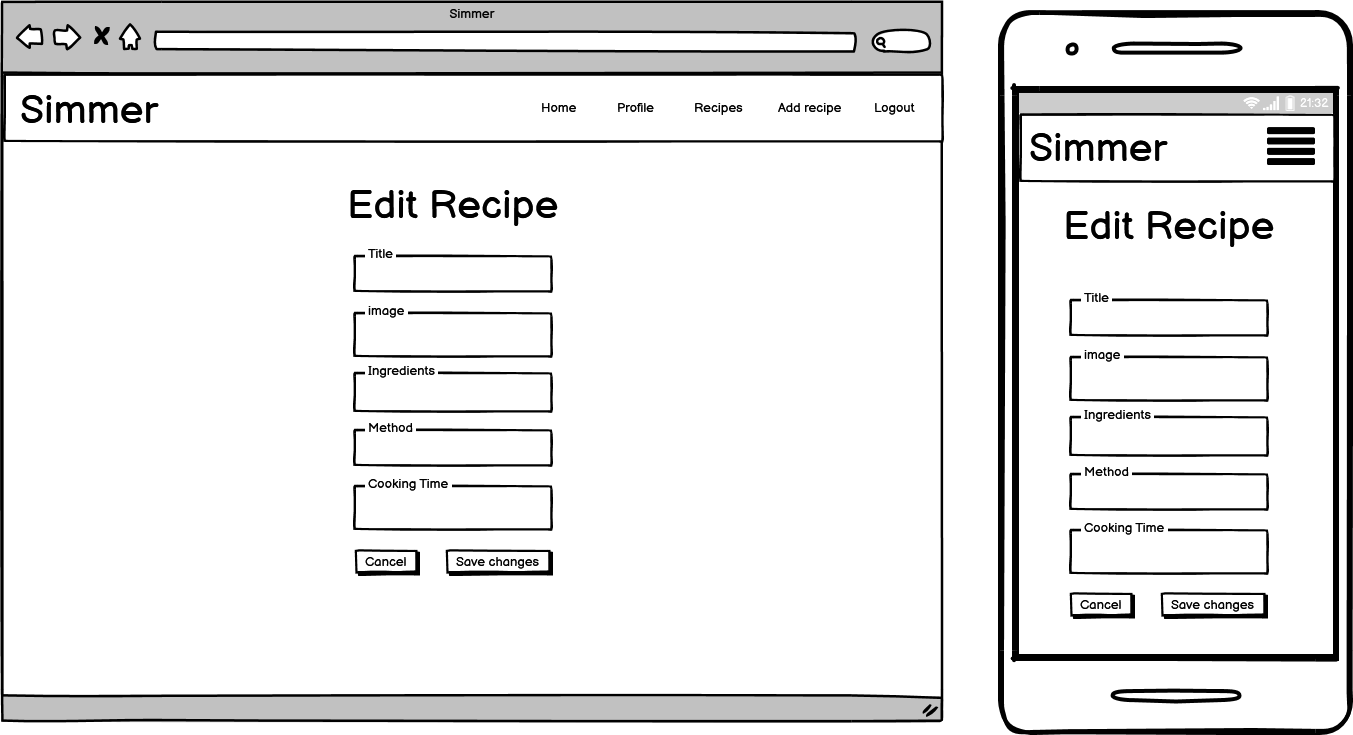 Simmer
Simmer
Home Profile Recipes Add recipe Logout
Edit Recipe
Title
image
Ingredients
Method
Cooking Time
Cancel Save changes
21:32
Simmer
Edit Recipe
Title
image
Ingredients
Method
Cooking Time
Cancel Save changes